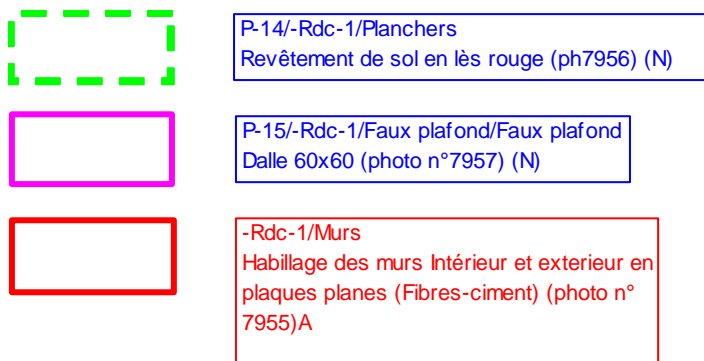 P-14/-Rdc-1/Planchers
Revêtement de sol en lès rouge (ph7956) (N)
P-15/-Rdc-1/Faux plafond/Faux plafond
Dalle 60x60 (photo n°7957) (N)
-Rdc-1/Murs
Habillage des murs Intérieur et exterieur en
plaques planes (Fibres-ciment) (photo n°
7955)A